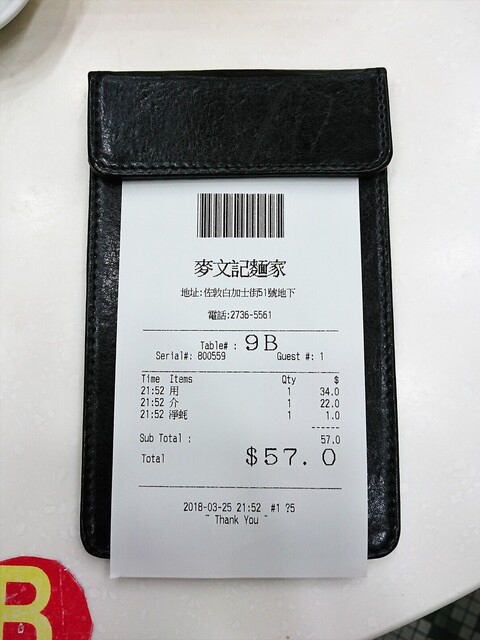 麥文記麵家
地址:佐敦白加士街51號地下
電話:2736-5561
Table# : 9B
Serial#: 800559 Guest #: 1
Time Items Qty $
21:52 用 1 34.0
21:52 介 1 22.0
21:52 淨蚝 1 1.0
------
Sub Total : 57.0
Total $57.0
2018-03-25 21:52 #1 ?5
~ Thank You ~
B